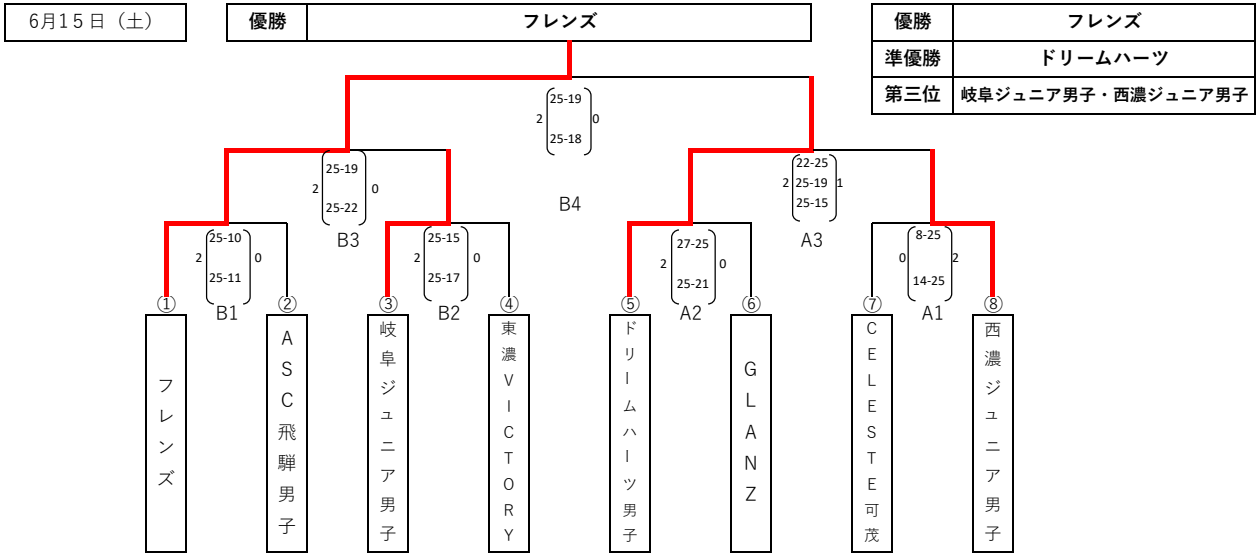 6月15日（土）
優勝 フレンズ
優勝 フレンズ
準優勝 ドリームハーツ
第三位 岐阜ジュニア男子・西濃ジュニア男子
2 25-19 0
25-18
B4
2 25-19 0
25-22
B3
22-25
2 25-19 1
25-15
A3
25-10
2 0
25-11
B1
25-15
2 0
25-17
B2
27-25
2 0
25-21
A2
8-25
0 2
14-25
A1
① ② ③ ④ ⑤ ⑥ ⑦ ⑧
フレンズ
ASC飛騨男子
岐阜ジュニア男子
東濃VICTORY
ドリームハーツ男子
GLANZ
CELESTE可茂
西濃ジュニア男子